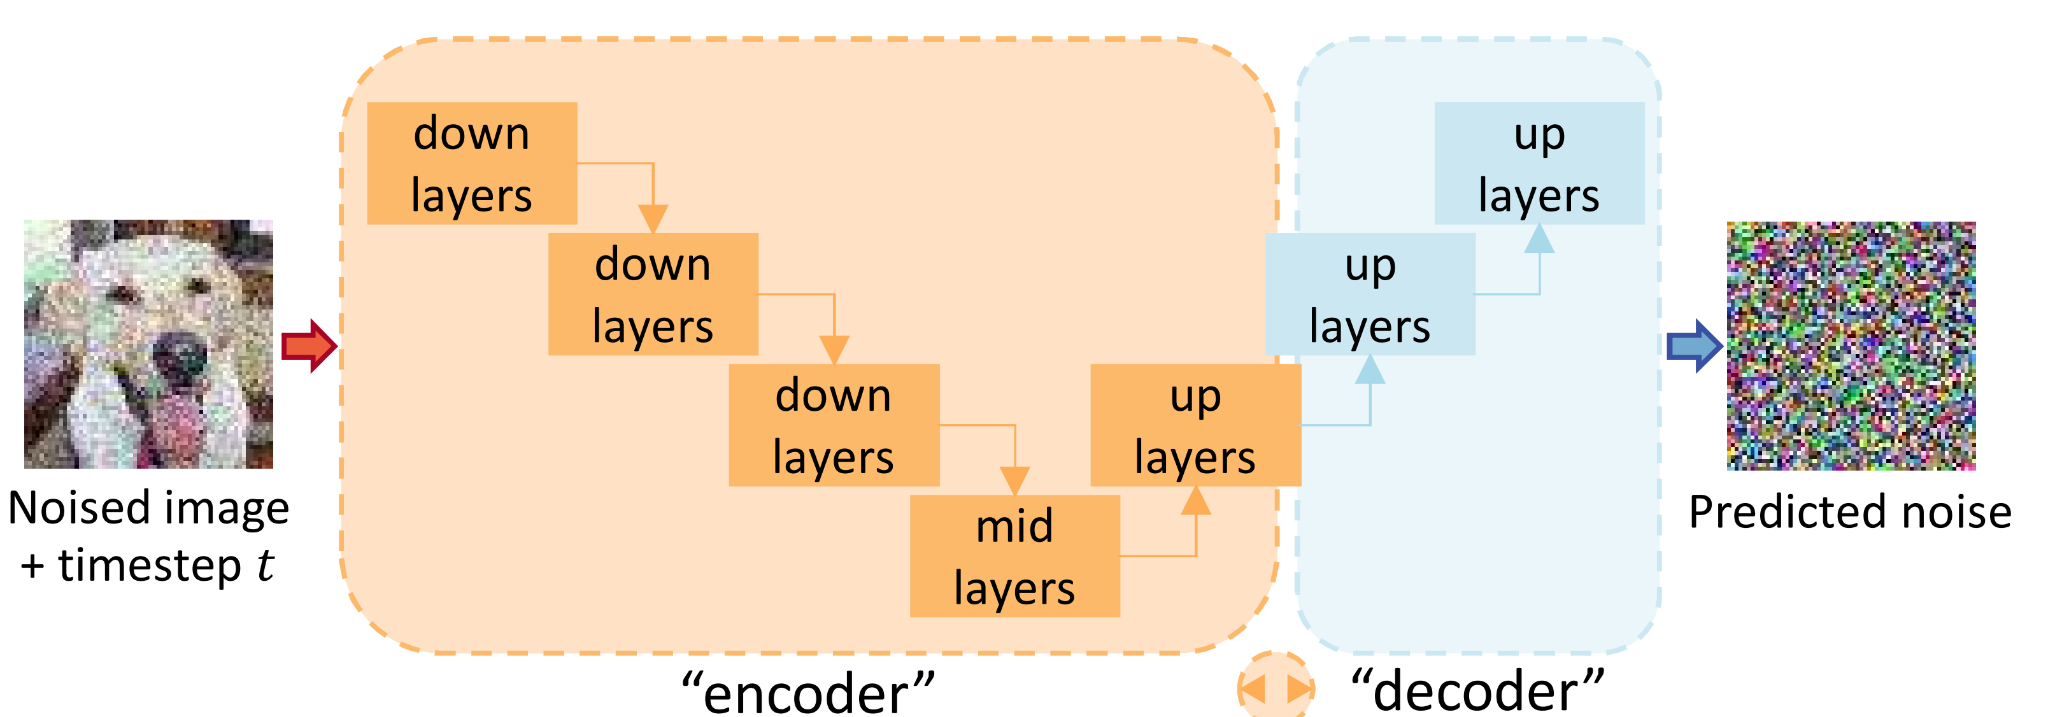 down
layers
down
layers
down
layers
mid
layers
up
layers
up
layers
up
layers
Noised image
+ timestep t
Predicted noise
“encoder”
“decoder”